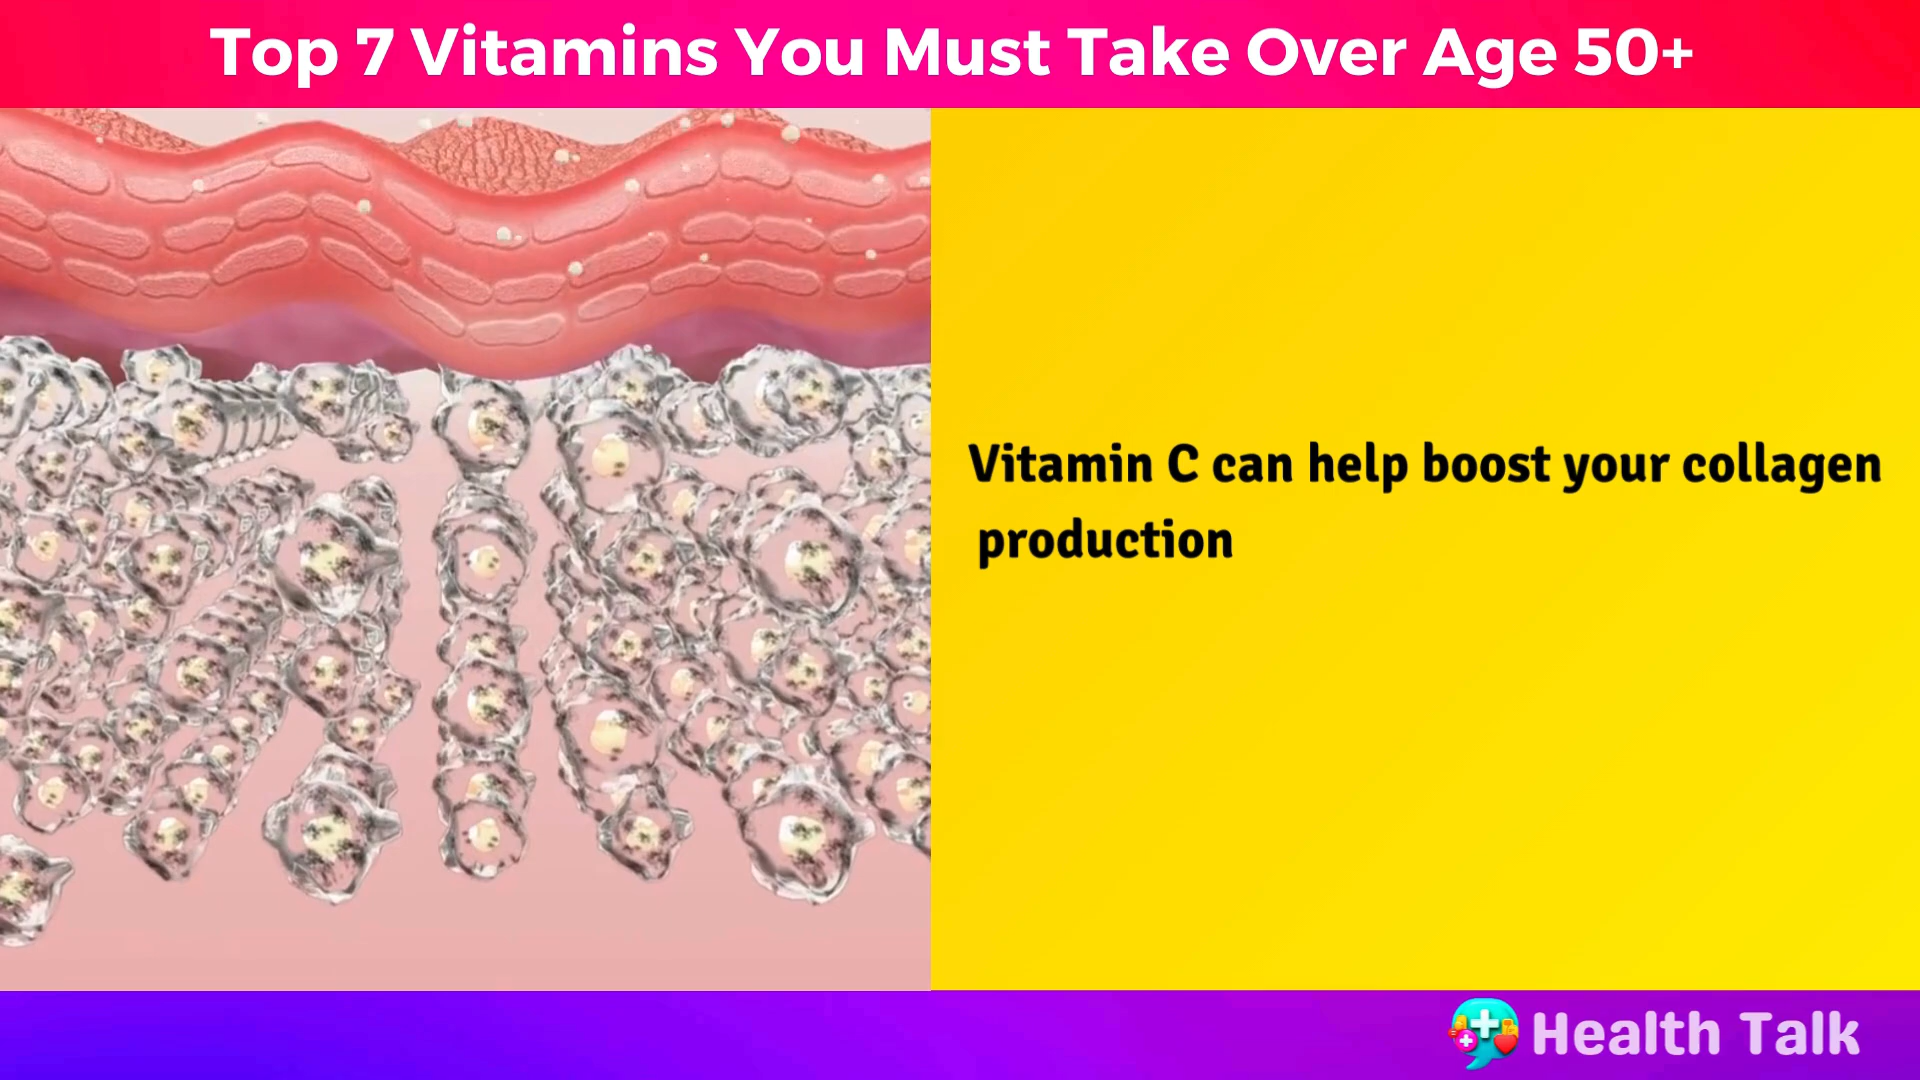 Top 7 Vitamins You Must Take Over Age 50+
Vitamin C can help boost your collagen
production
Health Talk